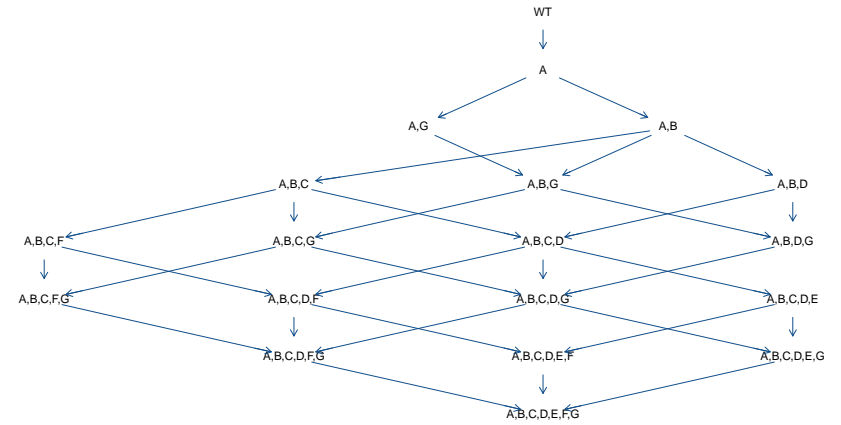 WT
A
A,G
A,B
A,B,C
A,B,G
A,B,D
A,B,C,F
A,B,C,G
A,B,C,D
A,B,D,G
A,B,C,F,G
A,B,C,D,F
A,B,C,D,G
A,B,C,D,E
A,B,C,D,F,G
A,B,C,D,E,F
A,B,C,D,E,G
A,B,C,D,E,F,G